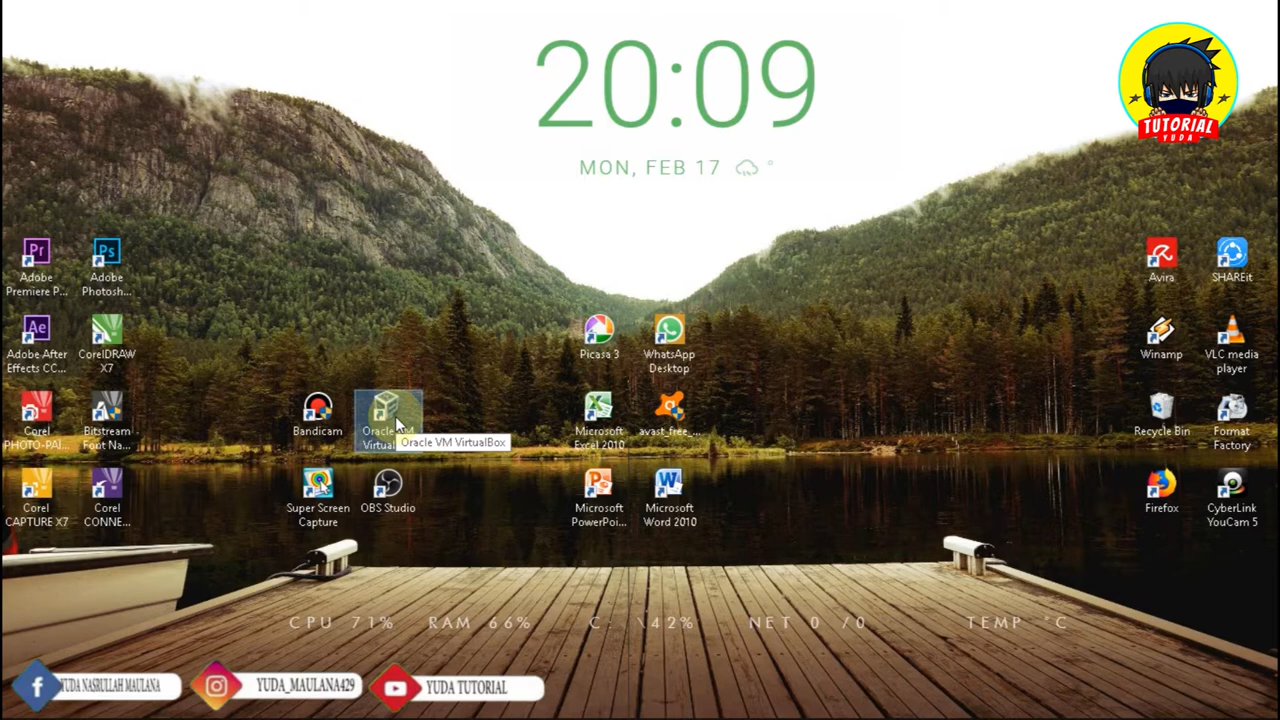 20:09
MON, FEB 17
TUTORIAL
YUDA
Adobe
Premiere P...
Adobe
Photosh...
Avira
SHAREit
Adobe After
Effects CC...
CorelDRAW
X7
Picasa 3
WhatsApp
Desktop
Winamp
VLC media
player
Corel
PHOTO-PAI...
Bitstream
Font Na...
Bandicam
Oracle VM
Virtual
Oracle VM VirtualBox
Microsoft
Excel 2010
avast_free_...
Recycle Bin
Format
Factory
Corel
CAPTURE X7
Corel
CONNE...
Super Screen
Capture
OBS Studio
Microsoft
PowerPoi...
Microsoft
Word 2010
Firefox
CyberLink
YouCam 5
CPU 71% RAM 66% C: \42% NET 0 /0 TEMP °C
YUDA NASRULLAH MAULANA
YUDA_MAULANA429
YUDA TUTORIAL